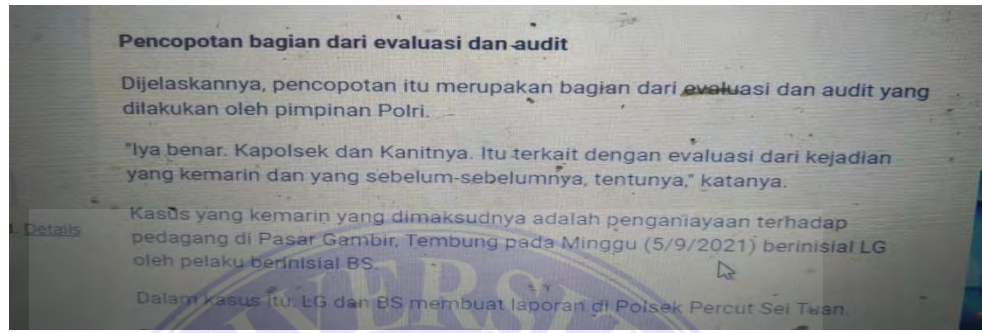 Pencopotan bagian dari evaluasi dan audit
Dijelaskannya, pencopotan itu merupakan bagian dari evaluasi dan audit yang
dilakukan oleh pimpinan Polri.
"Iya benar. Kapolsek dan Kanitnya. Itu terkait dengan evaluasi dari kejadian
yang kemarin dan yang sebelum-sebelumnya, tentunya," katanya.
Kasus yang kemarin yang dimaksudnya adalah penganiayaan terhadap
Details
pedagang di Pasar Gambir, Tembung pada Minggu (5/9/2021) berinisial LG
oleh pelaku berinisial BS.
Dalam kasus itu. LG dan BS membuat laporan di Polsek Percut Sei Tuan.
VERS